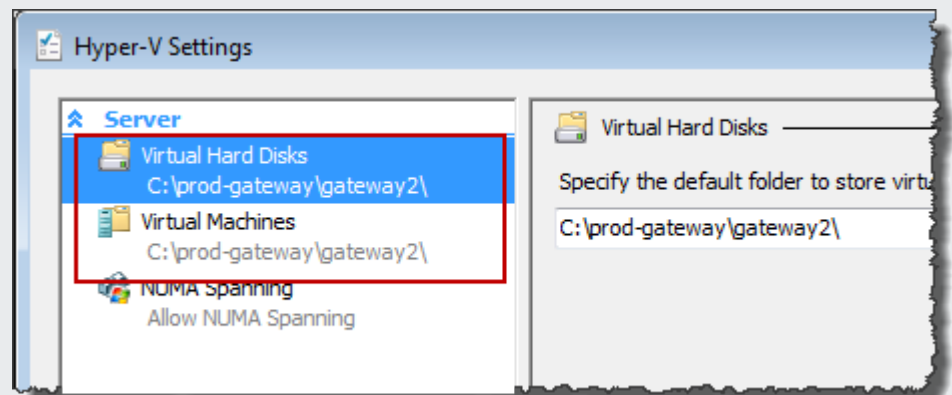 Hyper-V Settings
Server
Virtual Hard Disks
C:\prod-gateway\gateway2\
Virtual Machines
C:\prod-gateway\gateway2\
NUMA Spanning
Allow NUMA Spanning
Virtual Hard Disks
Specify the default folder to store
C:\prod-gateway\gateway2\